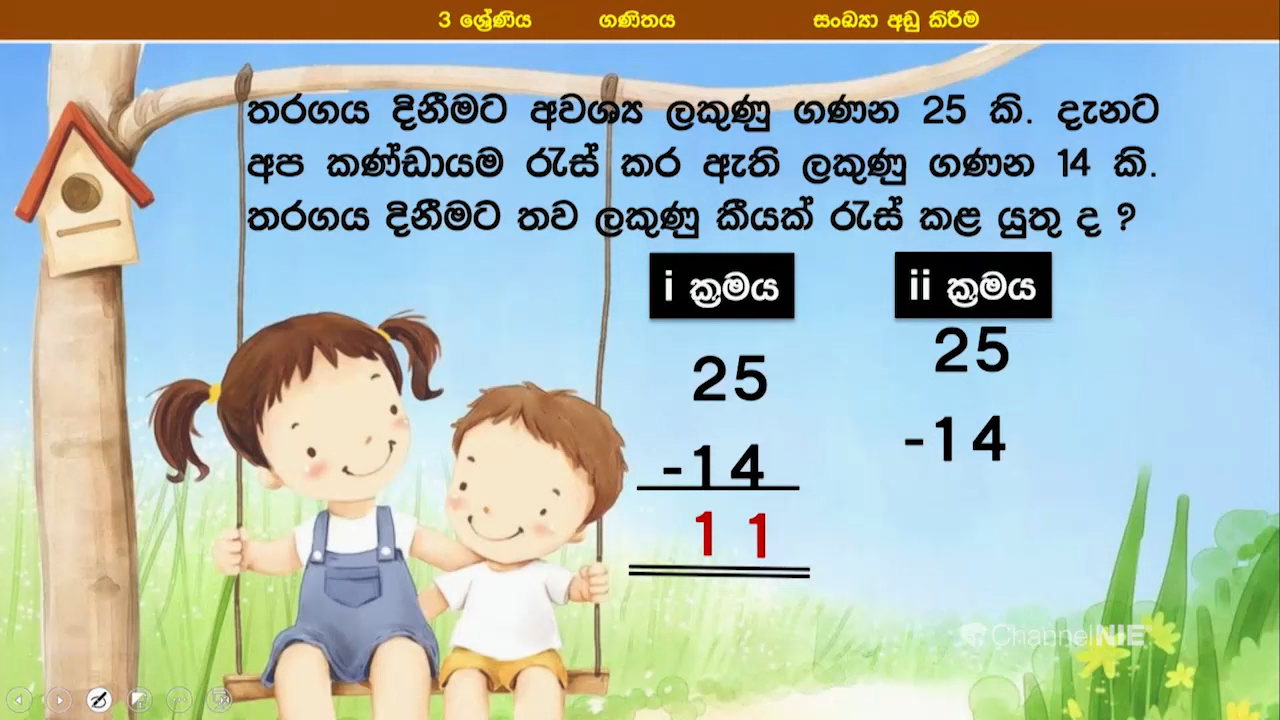 3 ශ්‍රේණිය ගණිතය සංඛ්‍යා අඩු කිරීම
තරගය දිනීමට අවශ්‍ය ලකුණු ගණන 25 කි. දැනට
අප කණ්ඩායම රැස් කර ඇති ලකුණු ගණන 14 කි.
තරගය දිනීමට තව ලකුණු කීයක් රැස් කළ යුතු ද ?
i ක්‍රමය
25
-14
11
ii ක්‍රමය
25
-14
ChannelNIE